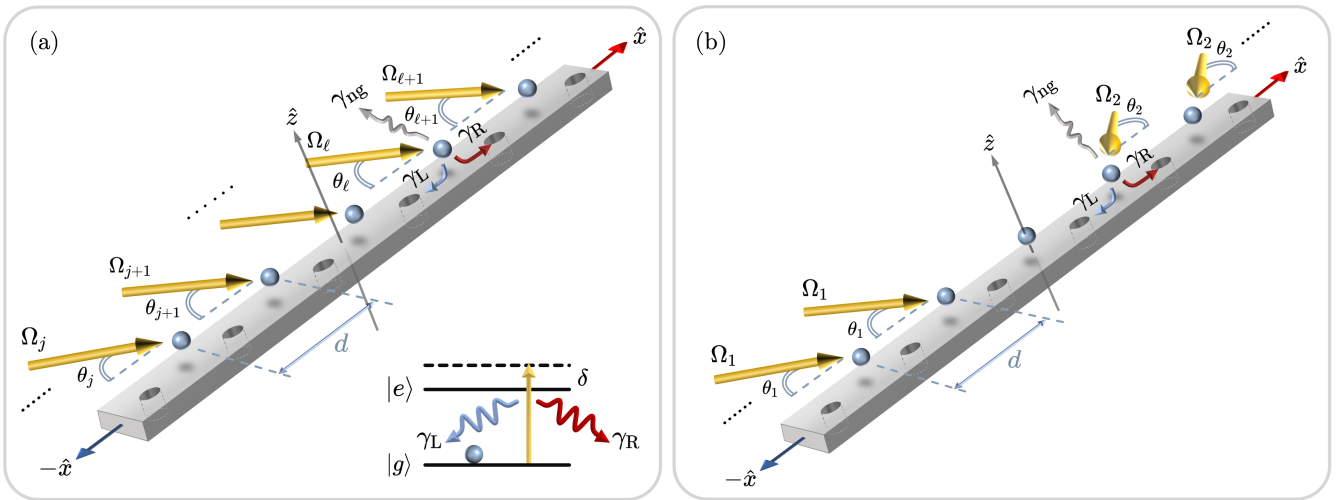 (a)
x̂
Ω_{ℓ+1}
γ_ng
θ_{ℓ+1}
ẑ
γ_R
Ω_ℓ
θ_ℓ
γ_L
Ω_{j+1}
θ_{j+1}
Ω_j
d
θ_j
δ
|e⟩
γ_L
γ_R
|g⟩
−x̂
(b)
Ω_2
θ_2
x̂
γ_ng
Ω_2
θ_2
ẑ
γ_R
γ_L
Ω_1
θ_1
Ω_1
d
θ_1
−x̂